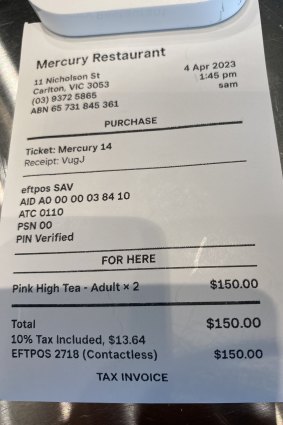 Mercury Restaurant
11 Nicholson St
Carlton, VIC 3053
(03) 9372 5865
ABN 65 731 845 361
4 Apr 2023
1:45 pm
sam
PURCHASE
Ticket: Mercury 14
Receipt: VugJ
eftpos SAV
AID A0 00 00 03 84 10
ATC 0110
PSN 00
PIN Verified
FOR HERE
Pink High Tea - Adult × 2 $150.00
Total $150.00
10% Tax Included, $13.64
EFTPOS 2718 (Contactless) $150.00
TAX INVOICE